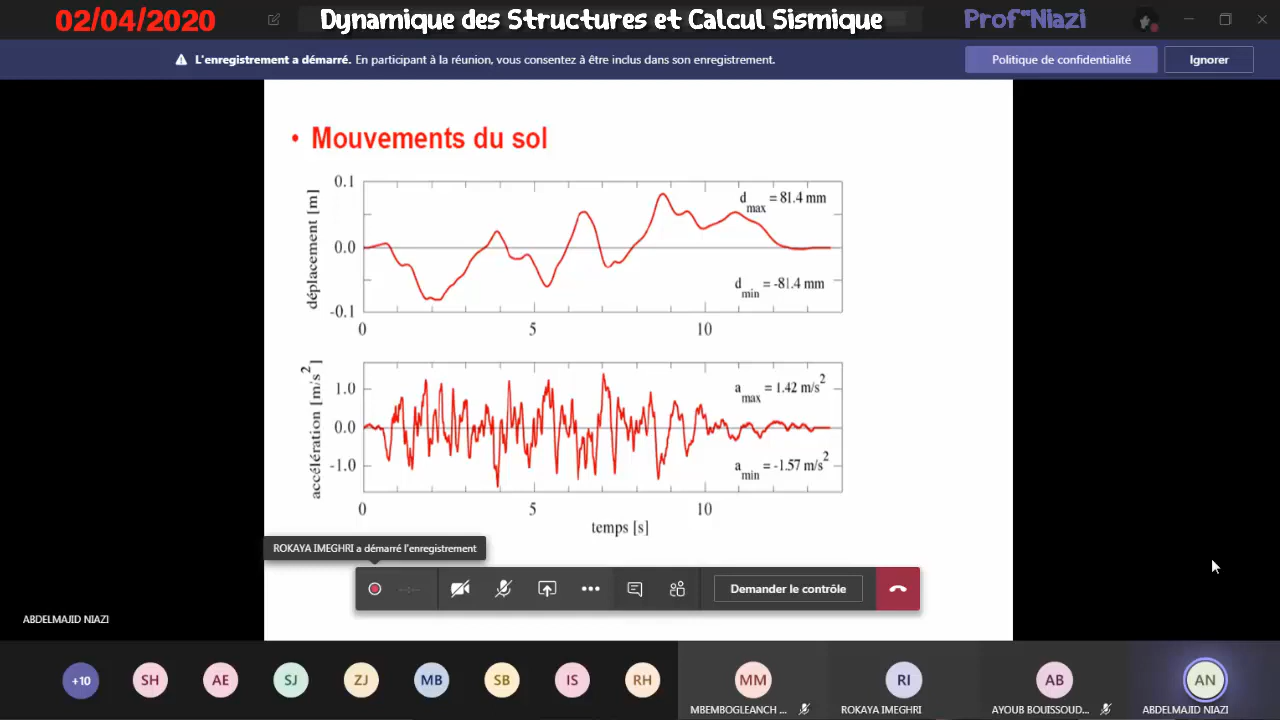 02/04/2020
Dynamique des Structures et Calcul Sismique
Prof Niazi
L'enregistrement a démarré. En participant à la réunion, vous consentez à être inclus dans son enregistrement.
Politique de confidentialité
Ignorer
• Mouvements du sol
déplacement [m]
0.1
0.0
-0.1
0 5 10
d max = 81.4 mm
d min = -81.4 mm
accélération [m/s²]
1.0
0.0
-1.0
0 5 10
a max = 1.42 m/s²
a min = -1.57 m/s²
temps [s]
ROKAYA IMEGHRI a démarré l'enregistrement
--:--
Demander le contrôle
ABDELMAJID NIAZI
+10 SH AE SJ ZJ MB SB IS RH MM RI AB AN
MBEMBOGLEANCH ... ROKAYA IMEGHRI AYOUB BOUISSOUD... ABDELMAJID NIAZI